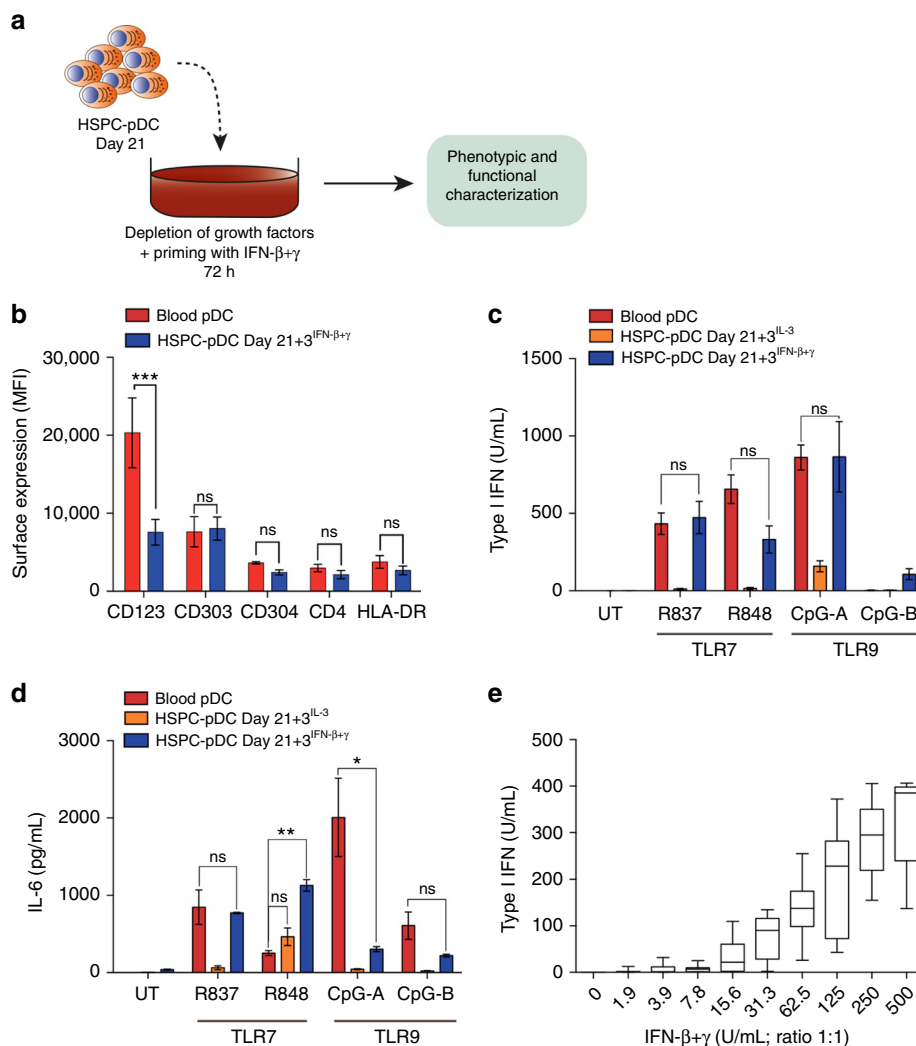 a
HSPC-pDC
Day 21
Depletion of growth factors
+ priming with IFN-β+γ
72 h
Phenotypic and
functional
characterization
b
Blood pDC
HSPC-pDC Day 21+3IFN-β+γ
Surface expression (MFI)
30,000
20,000
10,000
0
***
ns
ns
ns
ns
CD123 CD303 CD304 CD4 HLA-DR
c
Blood pDC
HSPC-pDC Day 21+3IL-3
HSPC-pDC Day 21+3IFN-β+γ
Type I IFN (U/mL)
1500
1000
500
0
ns
ns
ns
UT R837 R848 CpG-A CpG-B
TLR7 TLR9
d
Blood pDC
HSPC-pDC Day 21+3IL-3
HSPC-pDC Day 21+3IFN-β+γ
IL-6 (pg/mL)
3000
2000
1000
0
ns
**
ns
*
ns
UT R837 R848 CpG-A CpG-B
TLR7 TLR9
e
Type I IFN (U/mL)
500
400
300
200
100
0
0 1.9 3.9 7.8 15.6 31.3 62.5 125 250 500
IFN-β+γ (U/mL; ratio 1:1)